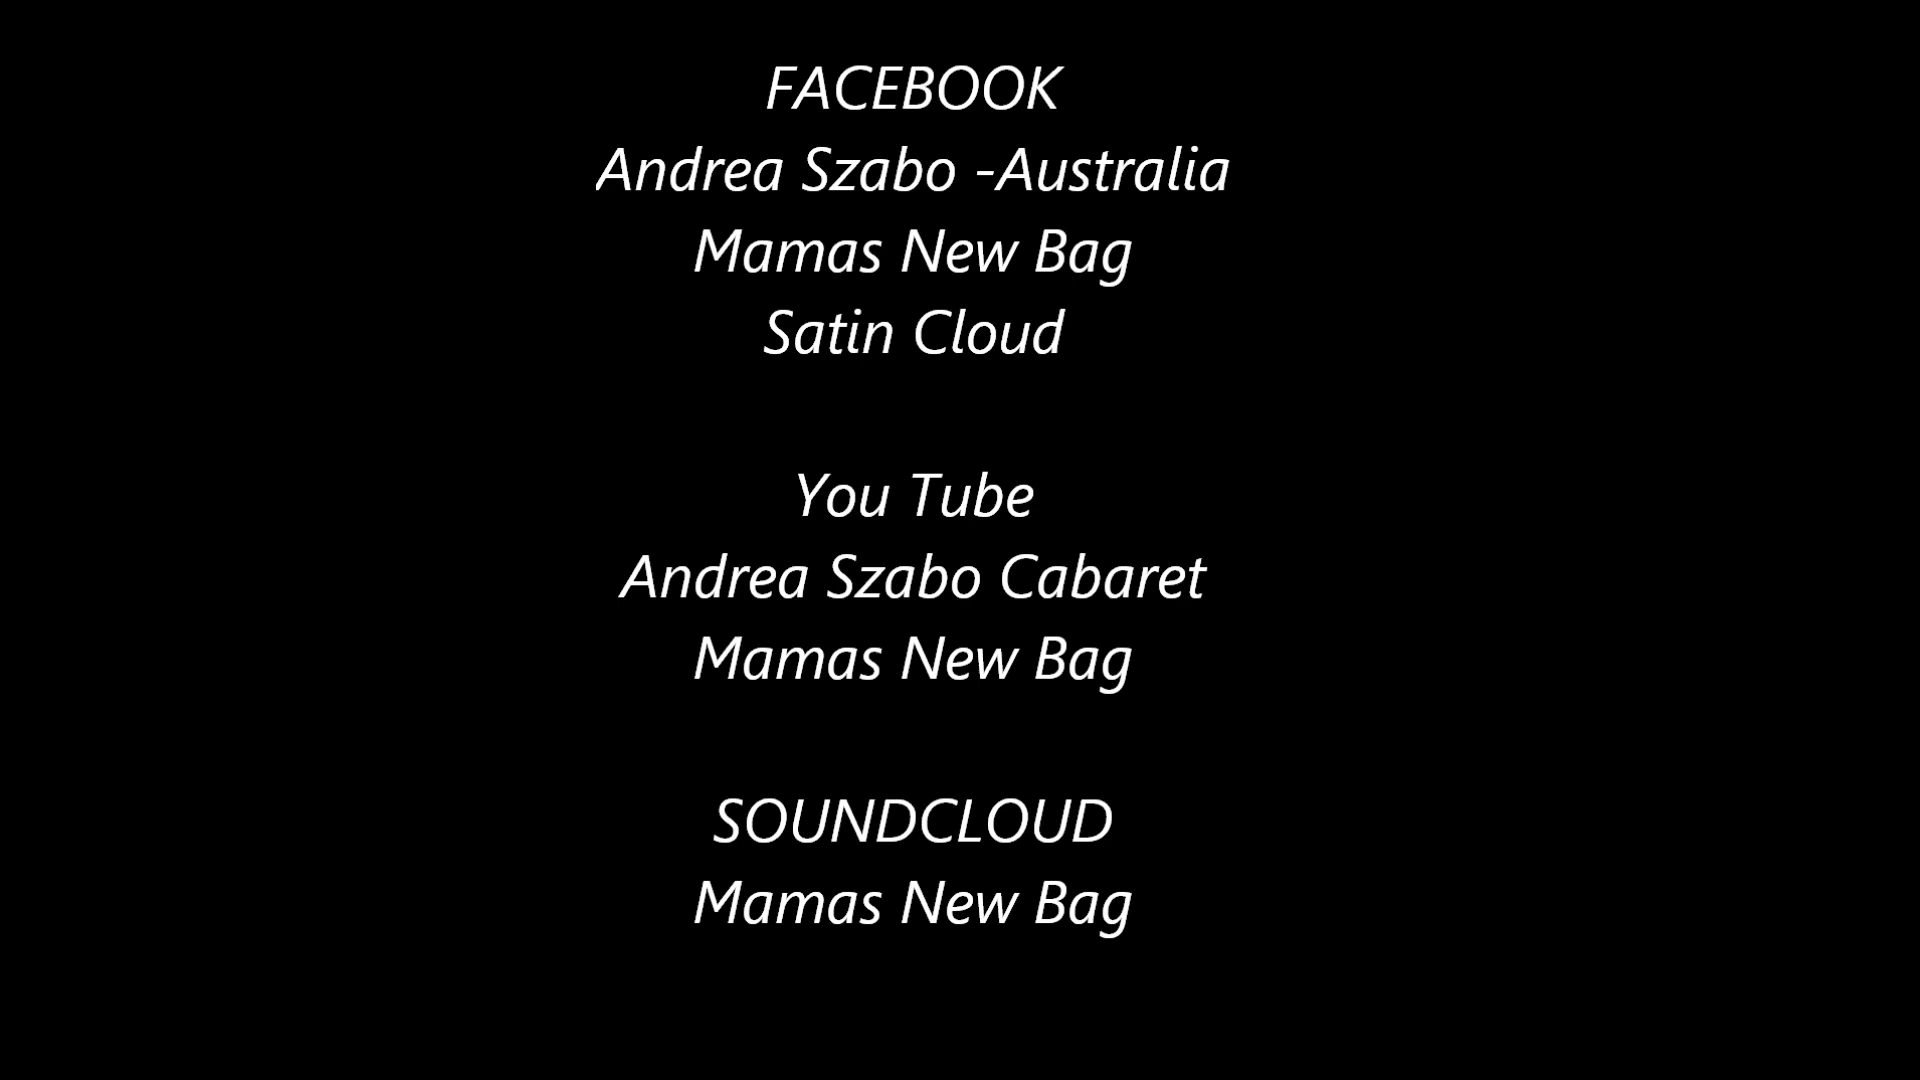 FACEBOOK
Andrea Szabo -Australia
Mamas New Bag
Satin Cloud
You Tube
Andrea Szabo Cabaret
Mamas New Bag
SOUNDCLOUD
Mamas New Bag